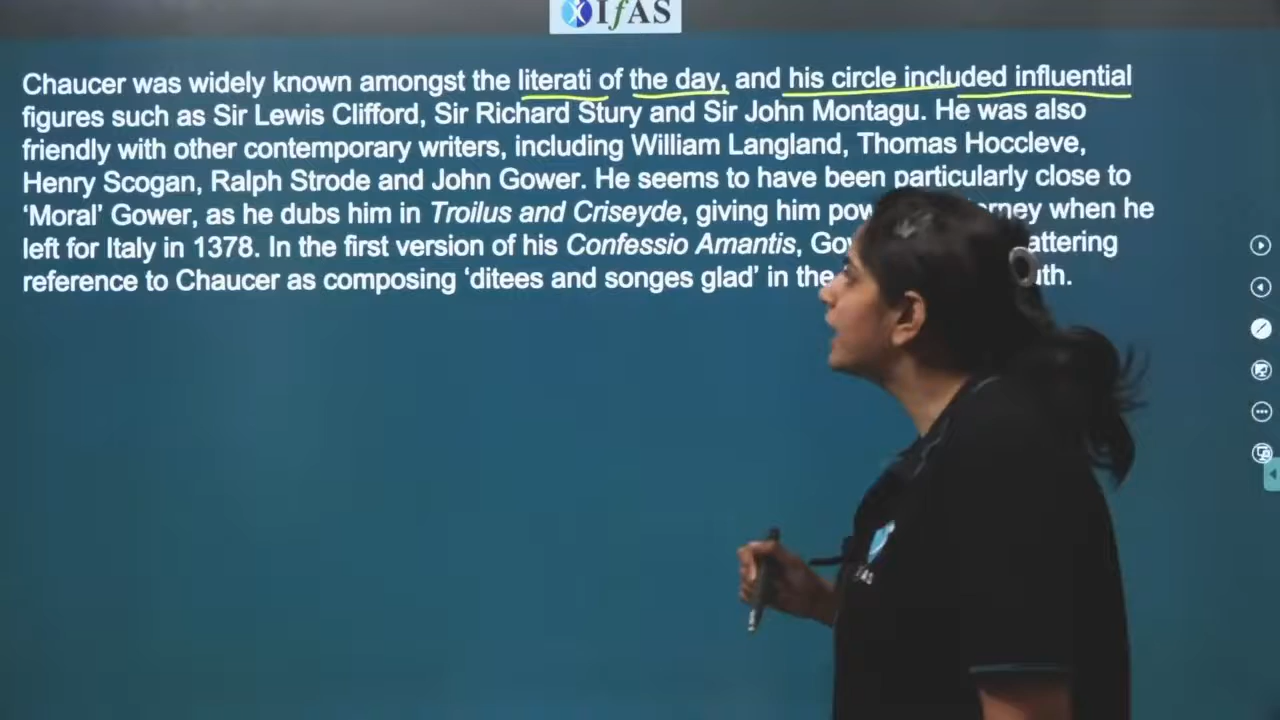 IfAS
Chaucer was widely known amongst the literati of the day, and his circle included influential
figures such as Sir Lewis Clifford, Sir Richard Stury and Sir John Montagu. He was also
friendly with other contemporary writers, including William Langland, Thomas Hoccleve,
Henry Scogan, Ralph Strode and John Gower. He seems to have been particularly close to
‘Moral’ Gower, as he dubs him in Troilus and Criseyde, giving him when he
left for Italy in 1378. In the first version of his Confessio Amantis,
reference to Chaucer as composing ‘ditees and songes glad’ in the